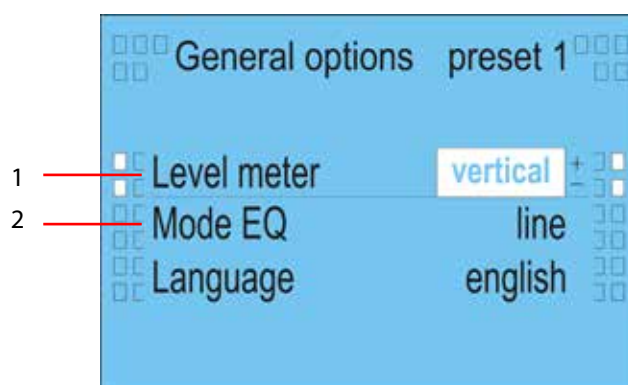 General options preset 1
1 Level meter vertical + -
2 Mode EQ line
Language english